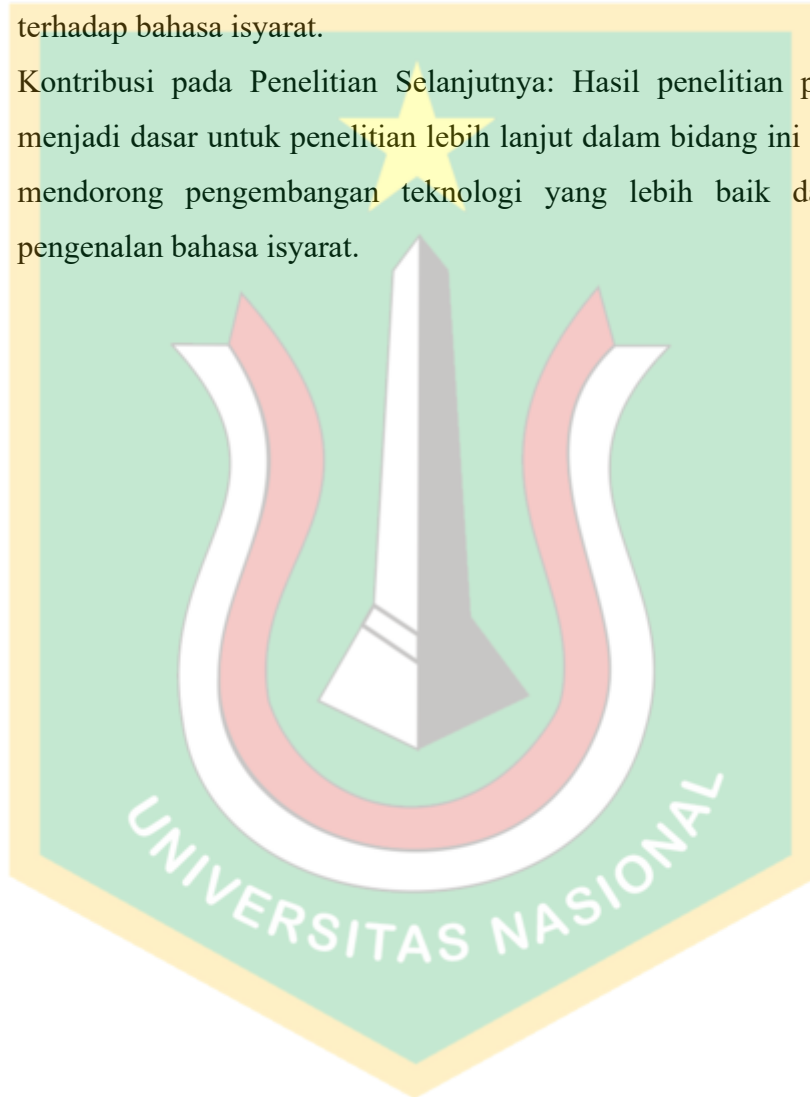 terhadap bahasa isyarat.
Kontribusi pada Penelitian Selanjutnya: Hasil penelitian
menjadi dasar untuk penelitian lebih lanjut dalam bidang ini
mendorong pengembangan teknologi yang lebih baik
pengenalan bahasa isyarat.
UNIVERSITAS NASIONAL